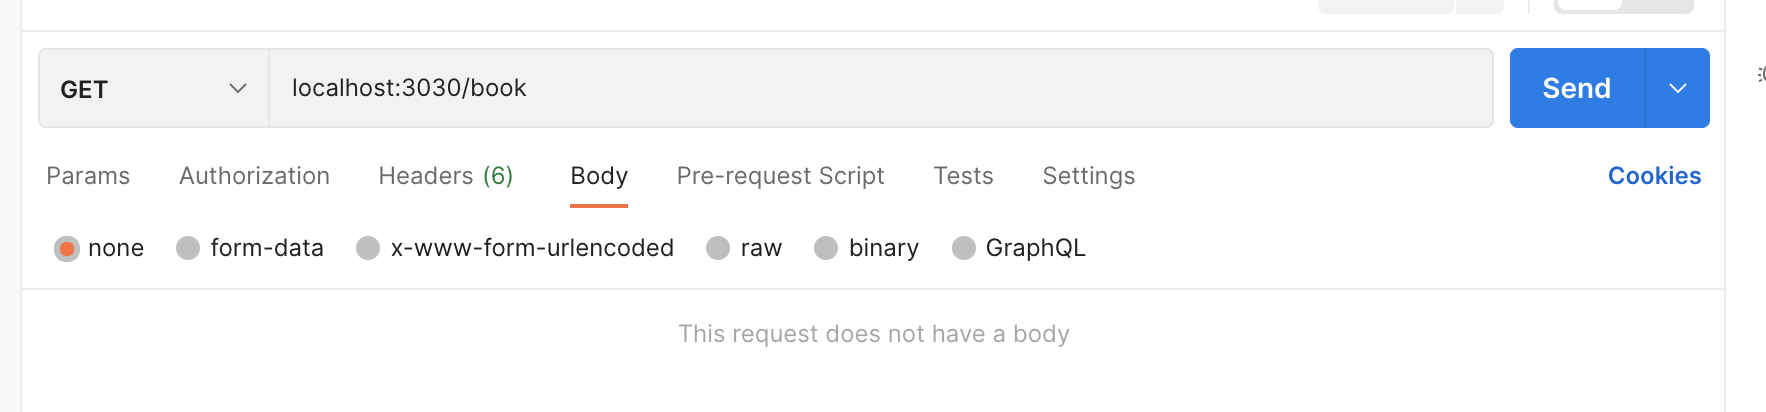 GET localhost:3030/book Send
Params Authorization Headers (6) Body Pre-request Script Tests Settings Cookies
none form-data x-www-form-urlencoded raw binary GraphQL
This request does not have a body